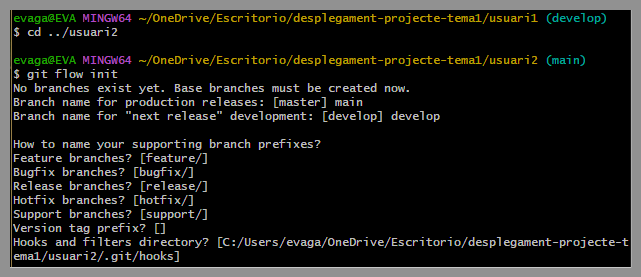 evaga@EVA MINGW64 ~/OneDrive/Escritorio/desplegament-projecte-tema1/usuari1 (develop)
$ cd ../usuari2
evaga@EVA MINGW64 ~/OneDrive/Escritorio/desplegament-projecte-tema1/usuari2 (main)
$ git flow init
No branches exist yet. Base branches must be created now.
Branch name for production releases: [master] main
Branch name for "next release" development: [develop] develop
How to name your supporting branch prefixes?
Feature branches? [feature/]
Bugfix branches? [bugfix/]
Release branches? [release/]
Hotfix branches? [hotfix/]
Support branches? [support/]
Version tag prefix? []
Hooks and filters directory? [C:/Users/evaga/OneDrive/Escritorio/desplegament-projecte-t
ema1/usuari2/.git/hooks]